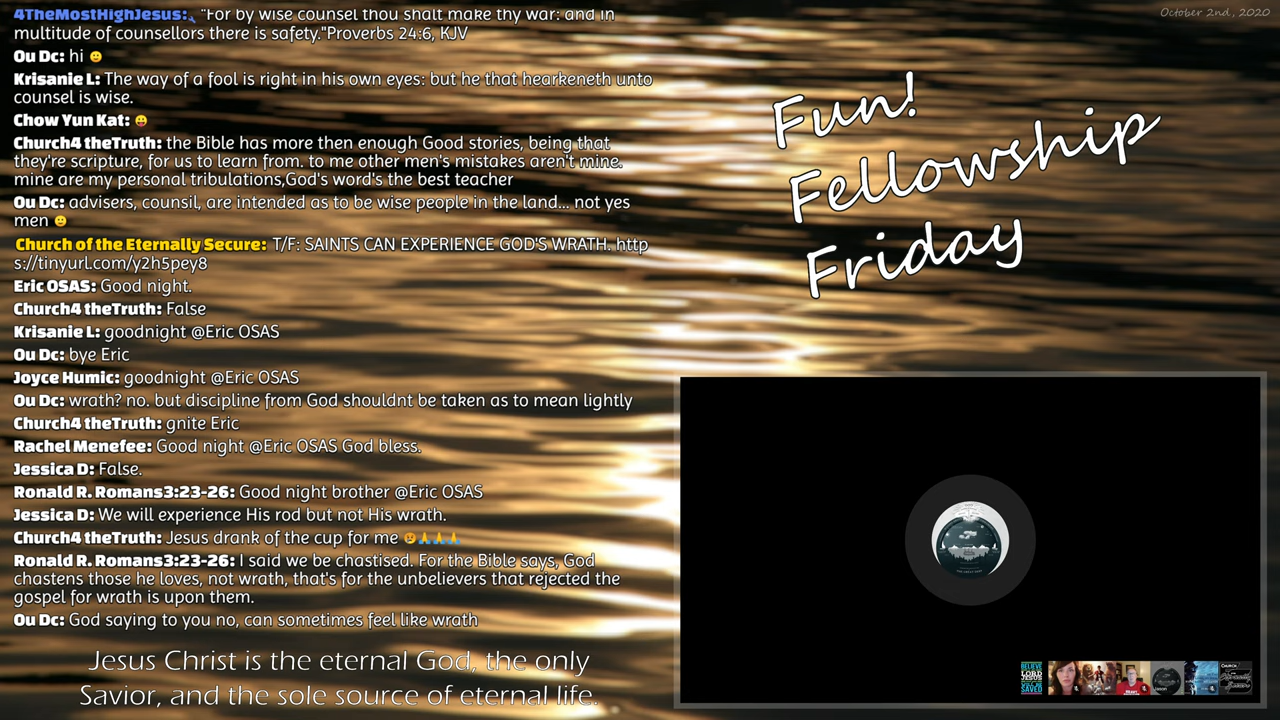 4TheMostHighJesus: "For by wise counsel thou shalt make thy war: and in
multitude of counsellors there is safety."Proverbs 24:6, KJV
Ou Dc: hi 🙂
Krisanie L: The way of a fool is right in his own eyes: but he that hearkeneth unto
counsel is wise.
Chow Yun Kat: 😛
Church4 theTruth: the Bible has more then enough Good stories, being that
they're scripture, for us to learn from. to me other men's mistakes aren't mine.
mine are my personal tribulations,God's word's the best teacher
Ou Dc: advisers, counsil, are intended as to be wise people in the land... not yes
men 🙂
Church of the Eternally Secure: T/F: SAINTS CAN EXPERIENCE GOD'S WRATH. http
s://tinyurl.com/y2h5pey8
Eric OSAS: Good night.
Church4 theTruth: False
Krisanie L: goodnight @Eric OSAS
Ou Dc: bye Eric
Joyce Humic: goodnight @Eric OSAS
Ou Dc: wrath? no. but discipline from God shouldnt be taken as to mean lightly
Church4 theTruth: gnite Eric
Rachel Menefee: Good night @Eric OSAS God bless.
Jessica D: False.
Ronald R. Romans3:23-26: Good night brother @Eric OSAS
Jessica D: We will experience His rod but not His wrath.
Church4 theTruth: Jesus drank of the cup for me 😢🙏🙏🙏
Ronald R. Romans3:23-26: I said we be chastised. For the Bible says, God
chastens those he loves, not wrath, that's for the unbelievers that rejected the
gospel for wrath is upon them.
Ou Dc: God saying to you no, can sometimes feel like wrath
Jesus Christ is the eternal God, the only
Savior, and the sole source of eternal life.
October 2nd, 2020
Fun!
Fellowship
Friday
BELIEVE
LORD
JESUS
SAVED
Jason
CHURCH